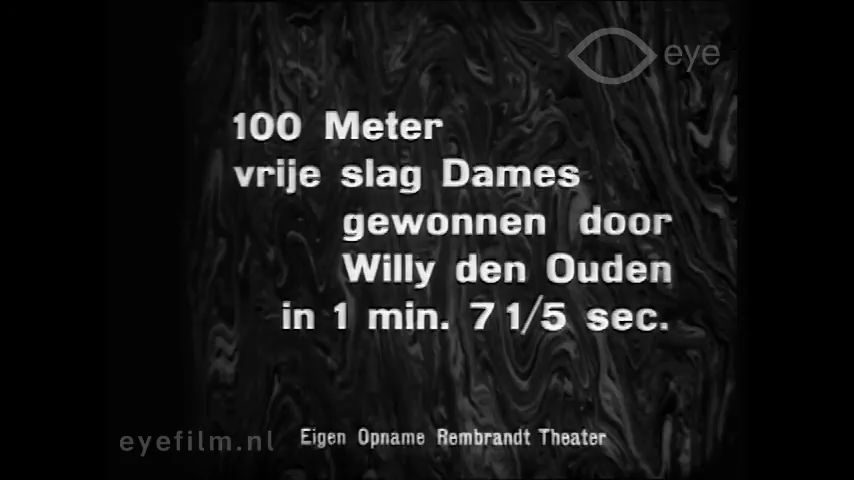 eye
100 Meter
vrije slag Dames
gewonnen door
Willy den Ouden
in 1 min. 7 1/5 sec.
eyefilm.nl
Eigen Opname Rembrandt Theater